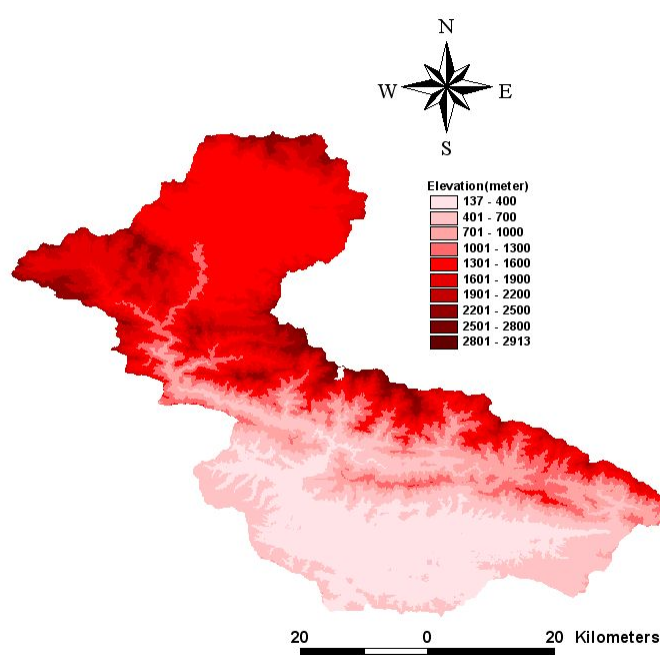 N
W E
S
Elevation(meter)
137 - 400
401 - 700
701 - 1000
1001 - 1300
1301 - 1600
1601 - 1900
1901 - 2200
2201 - 2500
2501 - 2800
2801 - 2913
20 0 20 Kilometers